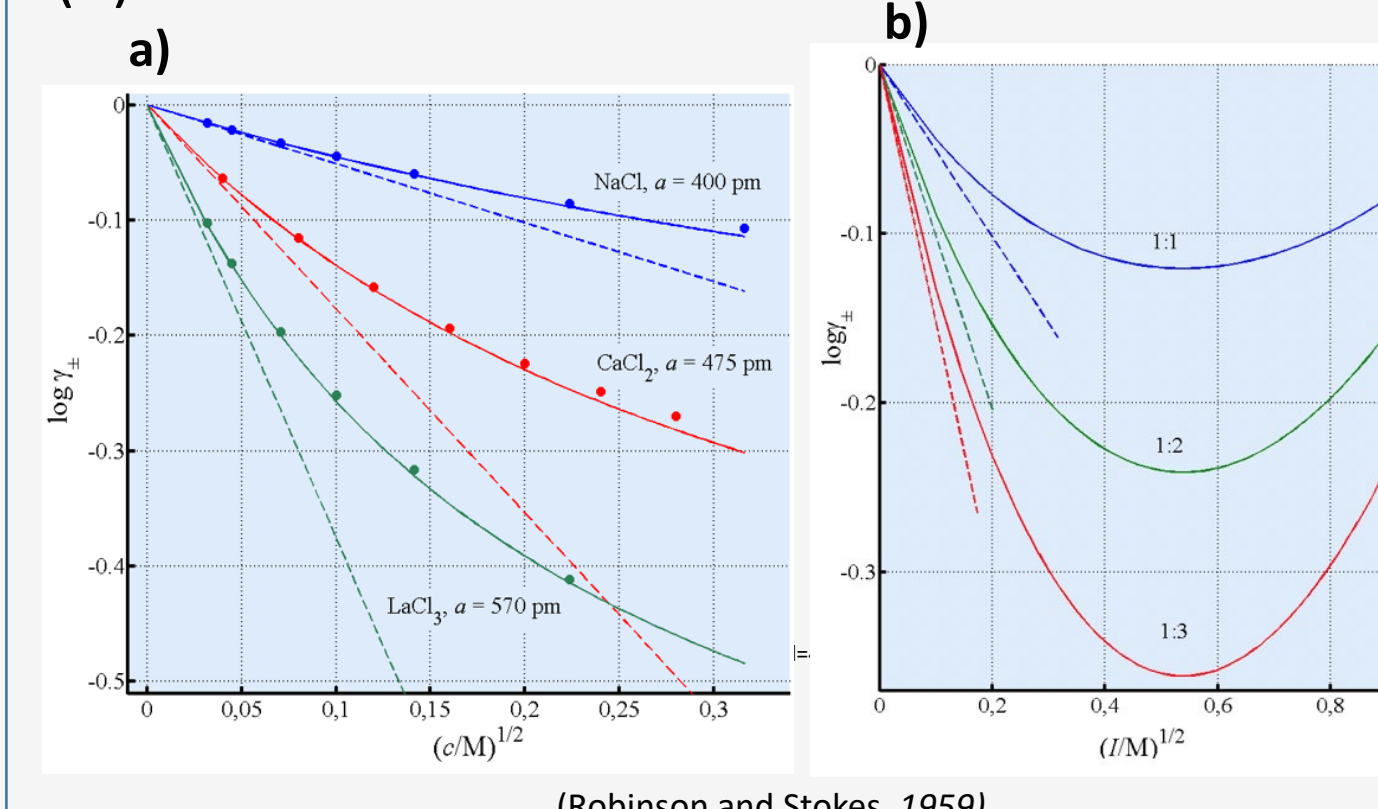 a)
b)
0
-0.1
-0.2
-0.3
-0.4
-0.5
log γ±
NaCl, a = 400 pm
CaCl2, a = 475 pm
LaCl3, a = 570 pm
0 0,05 0,1 0,15 0,2 0,25 0,3
(c/M)1/2
0
-0.1
-0.2
-0.3
logγ±
1:1
1:2
1:3
0 0,2 0,4 0,6 0,8
(I/M)1/2
(Robinson and Stokes, 1959)